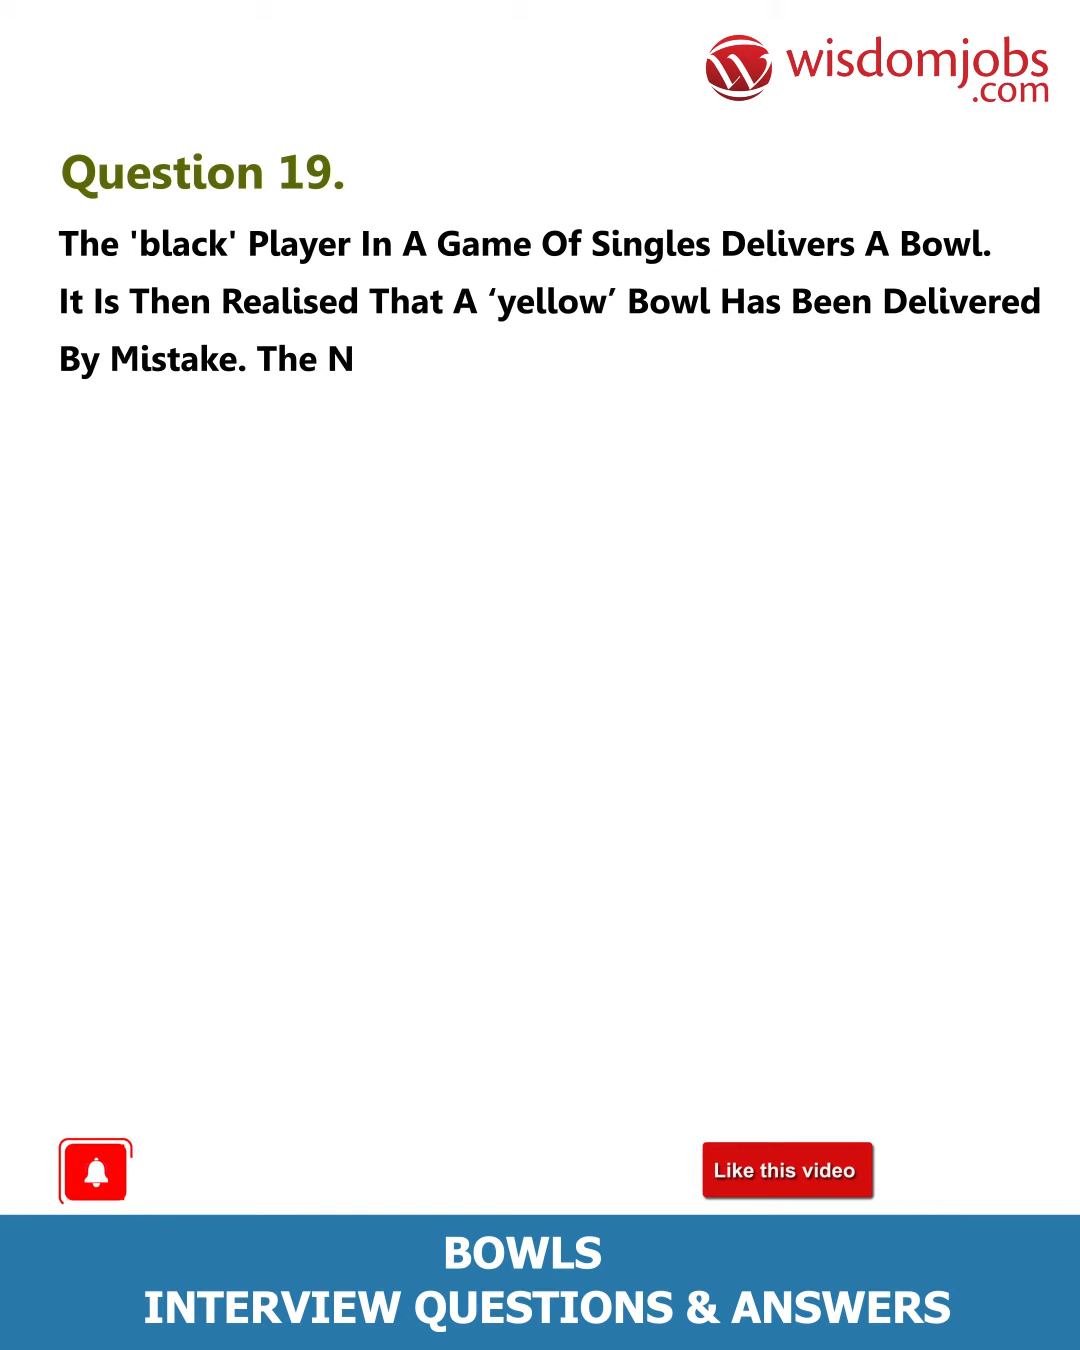 wisdomjobs
.com
Question 19.
The 'black' Player In A Game Of Singles Delivers A Bowl.
It Is Then Realised That A ‘yellow’ Bowl Has Been Delivered
By Mistake. The N
Like this video
BOWLS
INTERVIEW QUESTIONS & ANSWERS